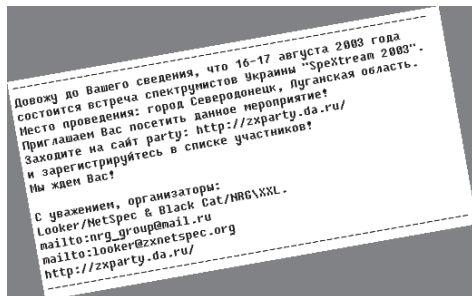 Довожу до Вашего сведения, что 16-17 августа 2003 года
состоится встреча спектрумистов Украины "SpeXtream 2003".
Место проведения: город Северодонецк, Луганская область.
Приглашаем Вас посетить данное мероприятие!
Заходите на сайт party: http://zxparty.da.ru/
и зарегистрируйтесь в списке участников!
Мы ждем Вас!
С уважением, организаторы:
Looker/NetSpec & Black Cat/NRG\XXL.
mailto:nrg_group@mail.ru
mailto:looker@zxnetspec.org
http://zxparty.da.ru/